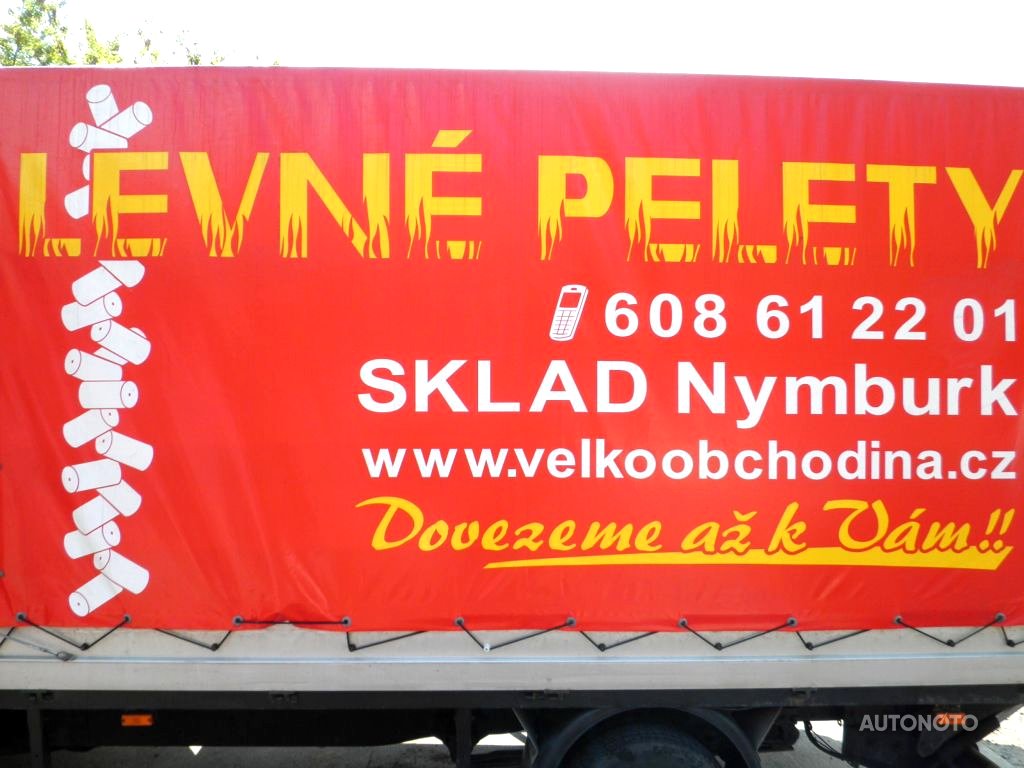 LEVNÉ PELETY
608 61 22 01
SKLAD Nymburk
www.velkoobchodina.cz
Dovezeme až k Vám!!
AUTONOTO